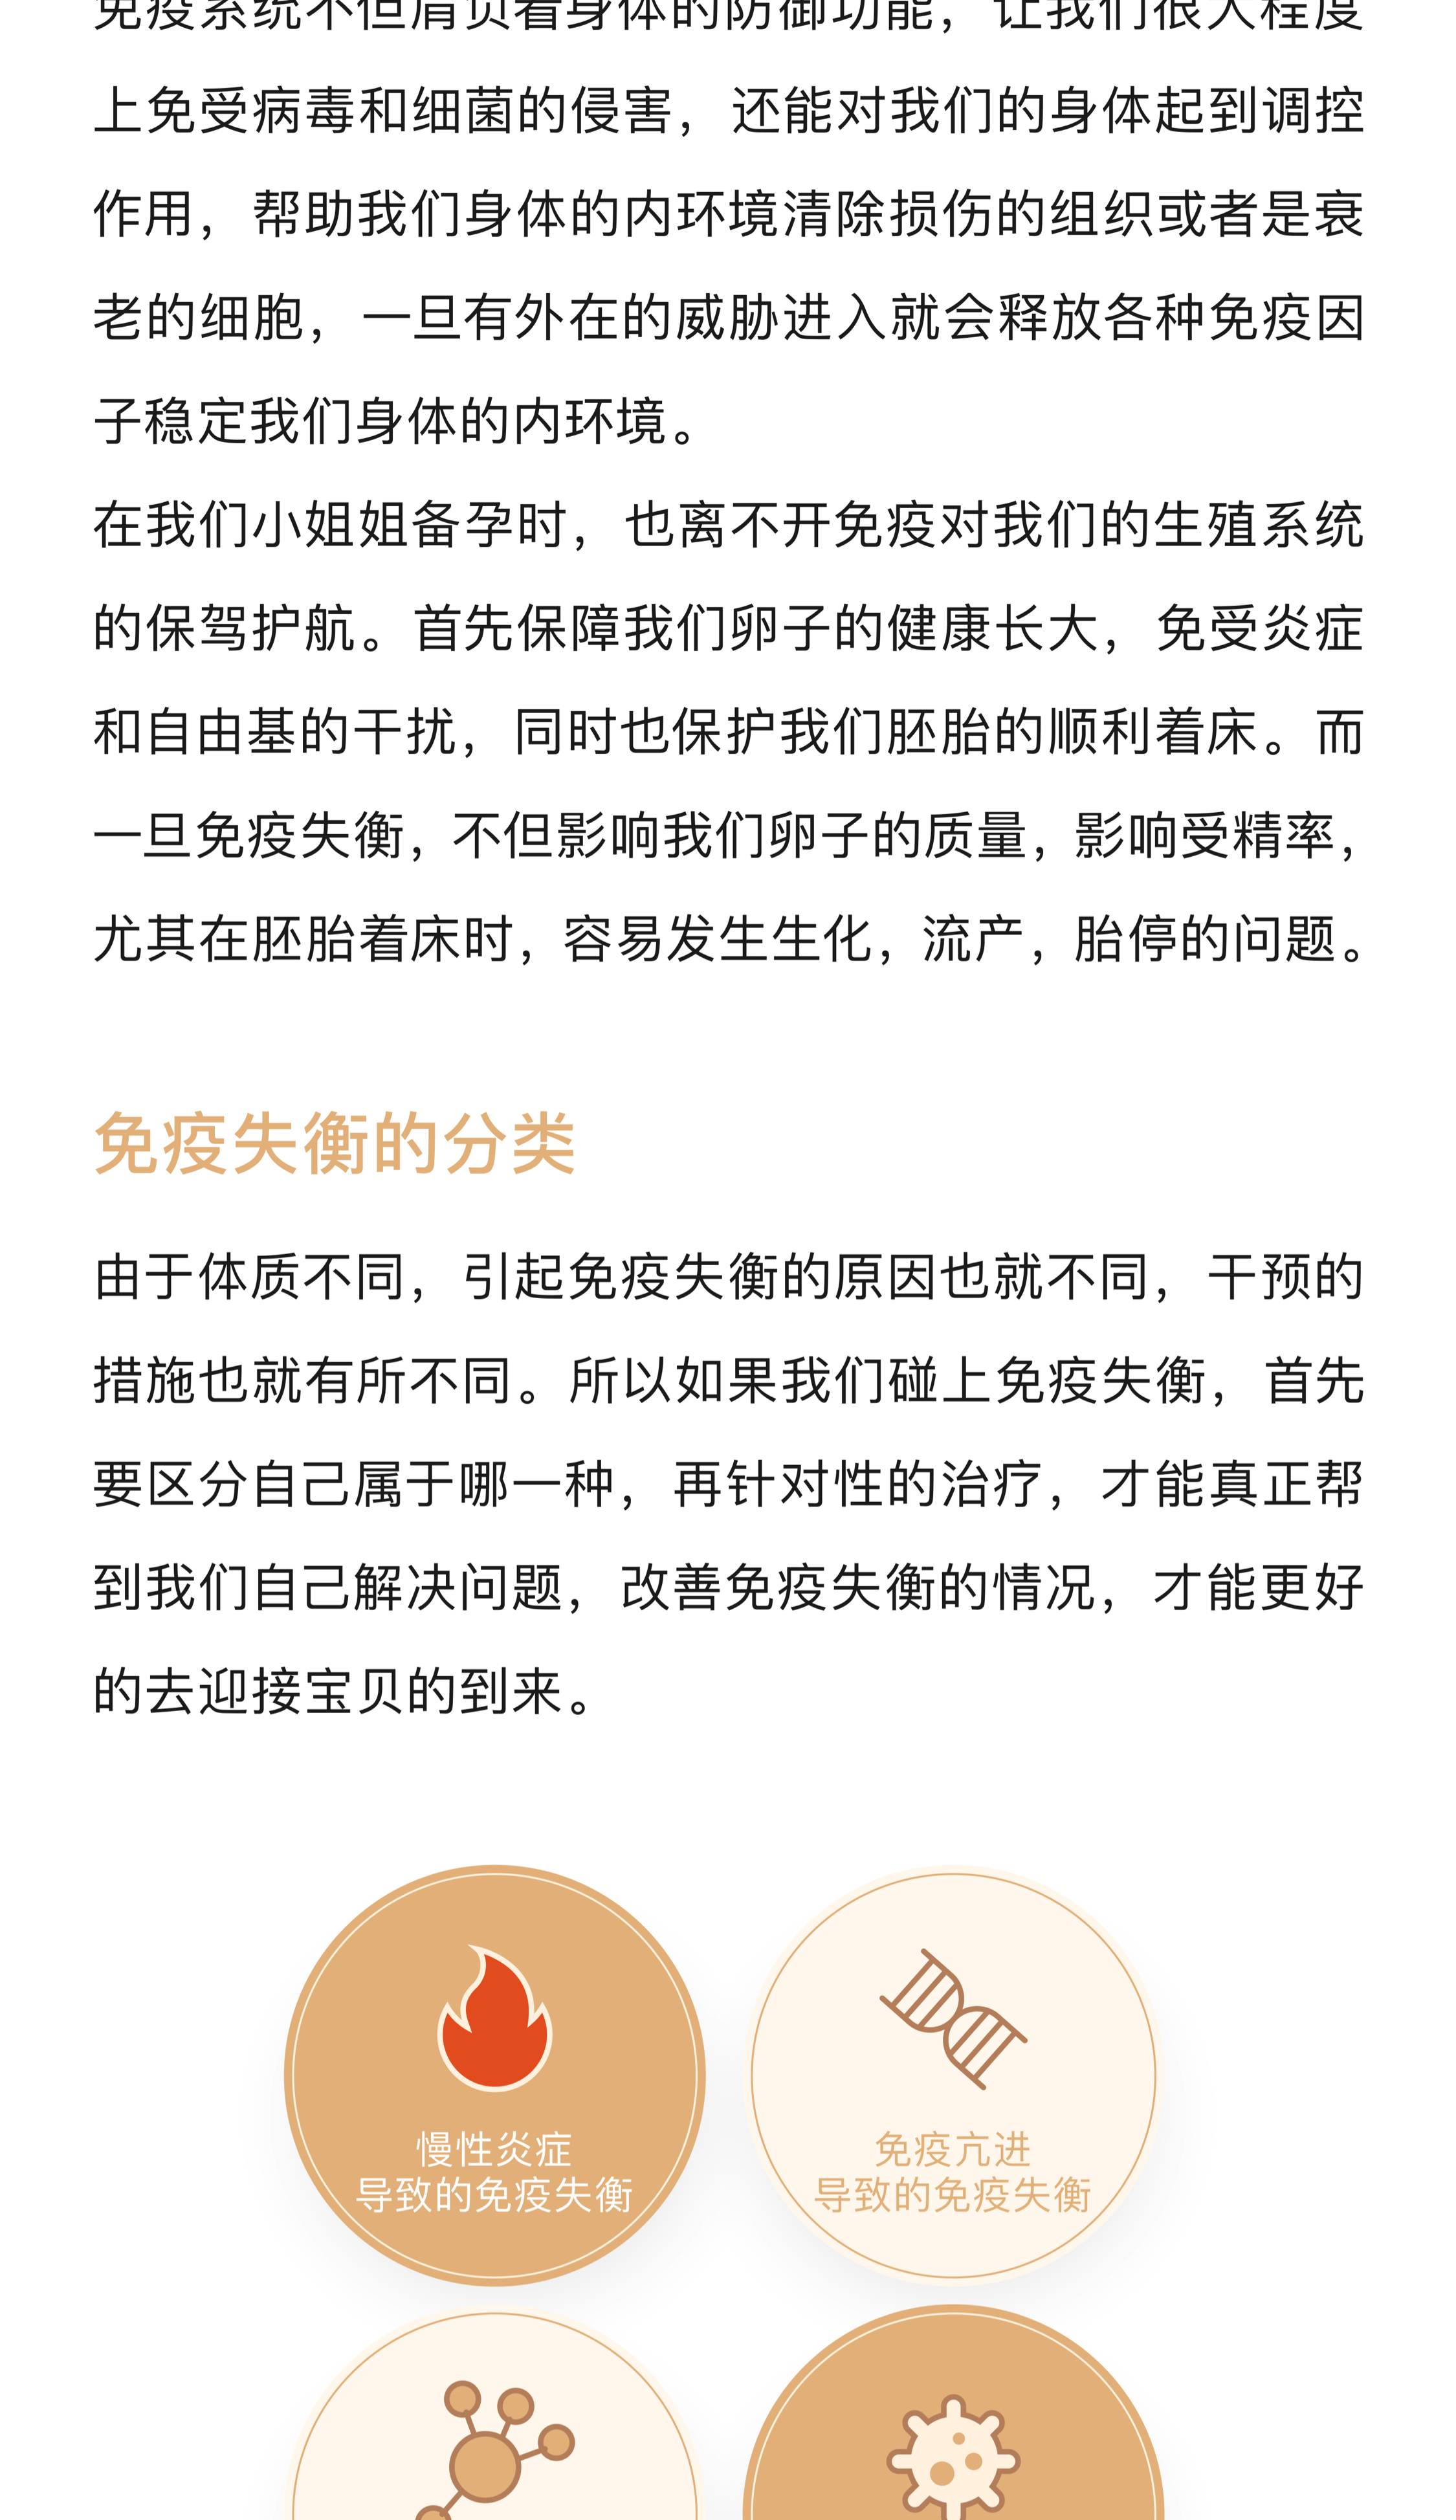 上免受病毒和细菌的侵害，还能对我们的身体起到调控
作用，帮助我们身体的内环境清除损伤的组织或者是衰
老的细胞，一旦有外在的威胁进入就会释放各种免疫因
子稳定我们身体的内环境。
在我们小姐姐备孕时，也离不开免疫对我们的生殖系统
的保驾护航。首先保障我们卵子的健康长大，免受炎症
和自由基的干扰，同时也保护我们胚胎的顺利着床。而
一旦免疫失衡，不但影响我们卵子的质量，影响受精率，
尤其在胚胎着床时，容易发生生化，流产，胎停的问题。
免疫失衡的分类
由于体质不同，引起免疫失衡的原因也就不同，干预的
措施也就有所不同。所以如果我们碰上免疫失衡，首先
要区分自己属于哪一种，再针对性的治疗，才能真正帮
到我们自己解决问题，改善免疫失衡的情况，才能更好
的去迎接宝贝的到来。
慢性炎症
导致的免疫失衡
免疫亢进
导致的免疫失衡